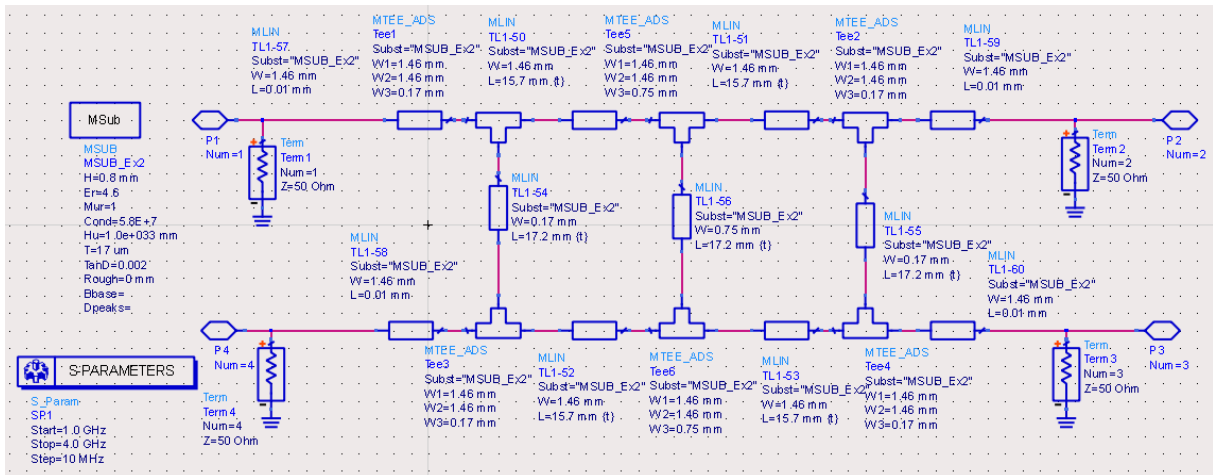 MLIN
TL1-57
Subst="MSUB_Ex2"
W=1.46 mm
L=0.01 mm
MTEE_ADS
Tee1
Subst="MSUB_Ex2"
W1=1.46 mm
W2=1.46 mm
W3=0.17 mm
MLIN
TL1-50
Subst="MSUB_Ex2"
W=1.46 mm
L=15.7 mm {t}
MTEE_ADS
Tee5
Subst="MSUB_Ex2"
W1=1.46 mm
W2=1.46 mm
W3=0.75 mm
MLIN
TL1-51
Subst="MSUB_Ex2"
W=1.46 mm
L=15.7 mm {t}
MTEE_ADS
Tee2
Subst="MSUB_Ex2"
W1=1.46 mm
W2=1.46 mm
W3=0.17 mm
MLIN
TL1-59
Subst="MSUB_Ex2"
W=1.46 mm
L=0.01 mm
MSub
MSUB
MSUB_Ex2
H=0.8 mm
Er=4.6
Mur=1
Cond=5.8E+7
Hu=1.0e+033 mm
T=17 um
TanD=0.002
Rough=0 mm
Bbase=
Dpeaks=
P1
Num=1
Term
Term1
Num=1
Z=50 Ohm
MLIN
TL1-54
Subst="MSUB_Ex2"
W=0.17 mm
L=17.2 mm {t}
MLIN
TL1-56
Subst="MSUB_Ex2"
W=0.75 mm
L=17.2 mm {t}
MLIN
TL1-55
Subst="MSUB_Ex2"
W=0.17 mm
L=17.2 mm {t}
Term
Term2
Num=2
Z=50 Ohm
P2
Num=2
MLIN
TL1-58
Subst="MSUB_Ex2"
W=1.46 mm
L=0.01 mm
MLIN
TL1-60
Subst="MSUB_Ex2"
W=1.46 mm
L=0.01 mm
P4
Num=4
Term
Term4
Num=4
Z=50 Ohm
MTEE_ADS
Tee3
Subst="MSUB_Ex2"
W1=1.46 mm
W2=1.46 mm
W3=0.17 mm
MLIN
TL1-52
Subst="MSUB_Ex2"
W=1.46 mm
L=15.7 mm {t}
MTEE_ADS
Tee6
Subst="MSUB_Ex2"
W1=1.46 mm
W2=1.46 mm
W3=0.75 mm
MLIN
TL1-53
Subst="MSUB_Ex2"
W=1.46 mm
L=15.7 mm {t}
MTEE_ADS
Tee4
Subst="MSUB_Ex2"
W1=1.46 mm
W2=1.46 mm
W3=0.17 mm
Term
Term3
Num=3
Z=50 Ohm
P3
Num=3
S-PARAMETERS
S_Param
SP1
Start=1.0 GHz
Stop=4.0 GHz
Step=10 MHz